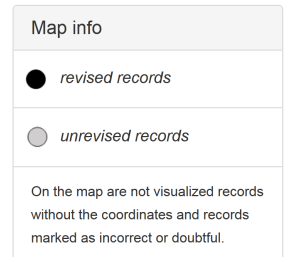 Map info
revised records
unrevised records
On the map are not visualized records
without the coordinates and records
marked as incorrect or doubtful.